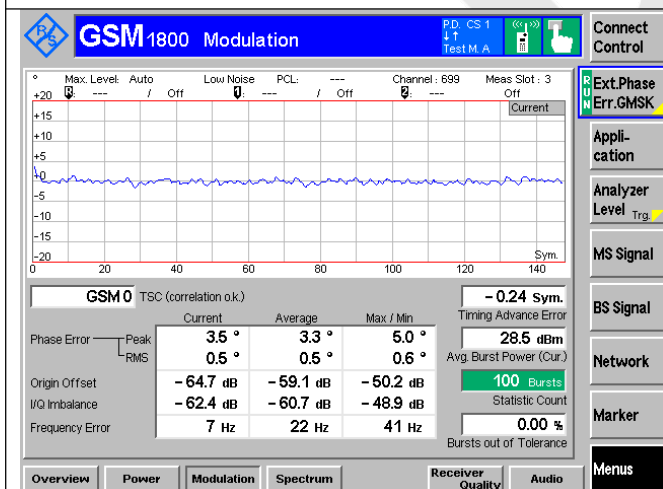 R&S GSM 1800 Modulation P.D. CS 1
↓↑
Test M. A
Connect Control
° Max. Level: Auto Low Noise PCL: --- Channel : 699 Meas Slot : 3
--- / Off --- / Off --- Off
Current
+20
+15
+10
+5
+0
-5
-10
-15
-20
Sym.
0 20 40 60 80 100 120 140
RUN Ext.Phase Err.GMSK
Appli-
cation
Analyzer Level Trg.
MS Signal
BS Signal
Network
Marker
Menus
GSM 0 TSC (correlation o.k.)
Current Average Max / Min
Phase Error Peak 3.5 ° 3.3 ° 5.0 °
RMS 0.5 ° 0.5 ° 0.6 °
Origin Offset - 64.7 dB - 59.1 dB - 50.2 dB
I/Q Imbalance - 62.4 dB - 60.7 dB - 48.9 dB
Frequency Error 7 Hz 22 Hz 41 Hz
- 0.24 Sym.
Timing Advance Error
28.5 dBm
Avg. Burst Power (Cur.)
100 Bursts
Statistic Count
0.00 %
Bursts out of Tolerance
Overview Power Modulation Spectrum Receiver Quality Audio